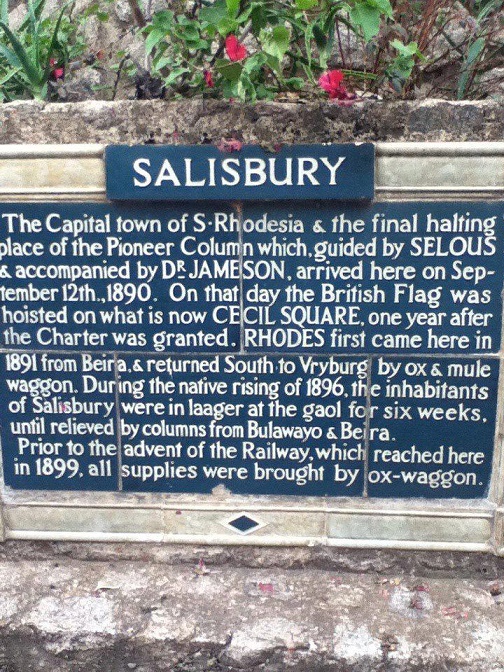 SALISBURY
The Capital town of S·Rhodesia & the final halting
place of the Pioneer Column which, guided by SELOUS
& accompanied by DR. JAMESON, arrived here on Sep-
tember 12th., 1890. On that day the British Flag was
hoisted on what is now CECIL SQUARE, one year after
the Charter was granted. RHODES first came here in
1891 from Beira, & returned South to Vryburg by ox & mule
waggon. During the native rising of 1896, the inhabitants
of Salisbury were in laager at the gaol for six weeks,
until relieved by columns from Bulawayo & Beira.
Prior to the advent of the Railway, which reached here
in 1899, all supplies were brought by ox-waggon.